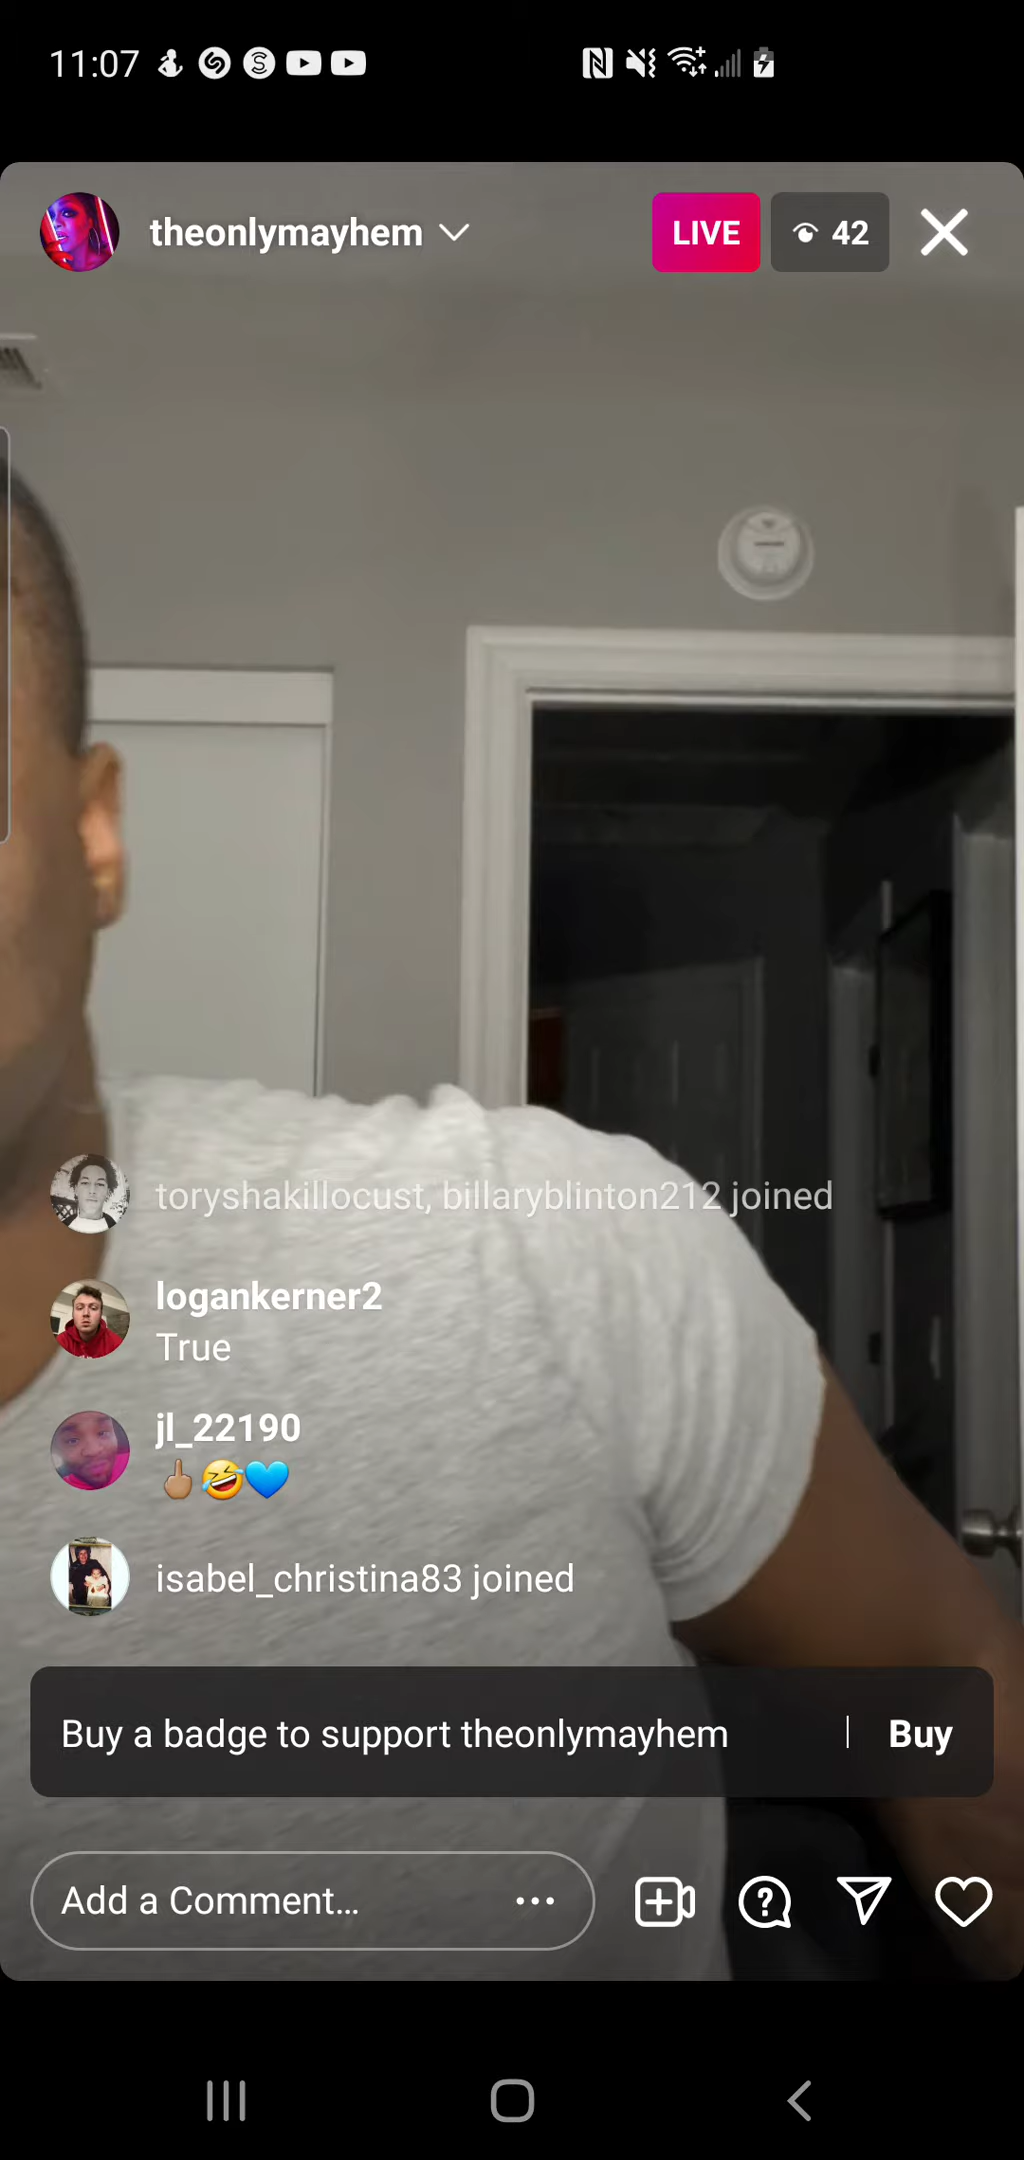 11:07
theonlymayhem
LIVE
42
toryshakillocust, billaryblinton212 joined
logankerner2
True
jl_22190
🖕🏽🤣💙
isabel_christina83 joined
Buy a badge to support theonlymayhem | Buy
Add a Comment...